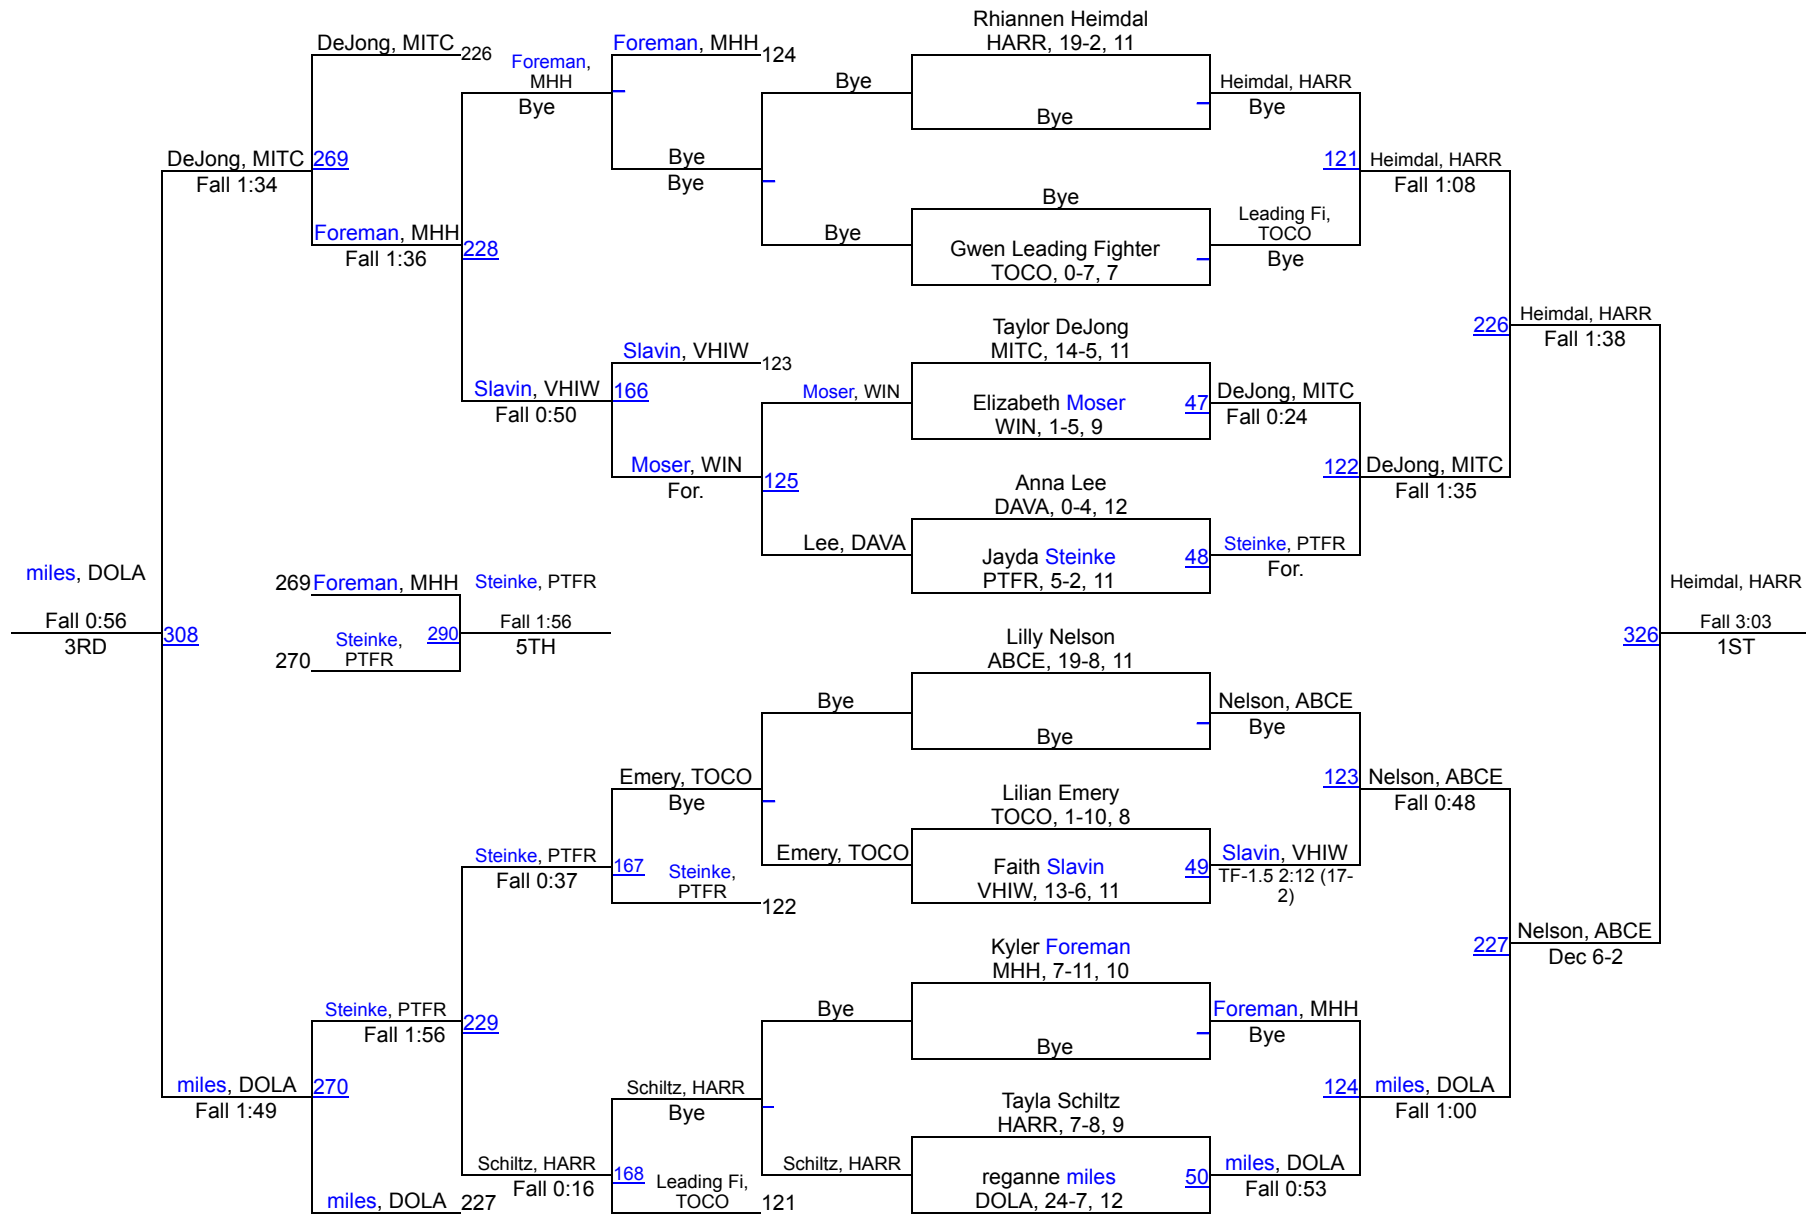 Rhiannen Heimdal
HARR, 19-2, 11
Bye
Bye
Gwen Leading Fighter
TOCO, 0-7, 7
Taylor DeJong
MITC, 14-5, 11
Elizabeth Moser
WIN, 1-5, 9
47
Anna Lee
DAVA, 0-4, 12
Jayda Steinke
PTFR, 5-2, 11
48
Lilly Nelson
ABCE, 19-8, 11
Bye
Lilian Emery
TOCO, 1-10, 8
Faith Slavin
VHIW, 13-6, 11
49
Kyler Foreman
MHH, 7-11, 10
Bye
Tayla Schiltz
HARR, 7-8, 9
reganne miles
DOLA, 24-7, 12
50
Heimdal, HARR
Bye
121
Leading Fi,
TOCO
Bye
DeJong, MITC
Fall 0:24
122
Steinke, PTFR
For.
Nelson, ABCE
Bye
123
Slavin, VHIW
TF-1.5 2:12 (17-
2)
Foreman, MHH
Bye
124
miles, DOLA
Fall 0:53
Heimdal, HARR
Fall 1:08
226
DeJong, MITC
Fall 1:35
Nelson, ABCE
Fall 0:48
227
miles, DOLA
Fall 1:00
Heimdal, HARR
Fall 1:38
326
Nelson, ABCE
Dec 6-2
Heimdal, HARR
Fall 3:03
1ST
Bye
Bye
Moser, WIN
125
Lee, DAVA
Bye
Emery, TOCO
Bye
Schiltz, HARR
Foreman, MHH
124
Bye
Bye
Slavin, VHIW
123
166
Moser, WIN
For.
Emery, TOCO
Bye
167
Steinke,
PTFR
122
Schiltz, HARR
Bye
168
Leading Fi,
TOCO
121
Foreman,
MHH
Bye
228
Slavin, VHIW
Fall 0:50
Steinke, PTFR
Fall 0:37
229
Schiltz, HARR
Fall 0:16
DeJong, MITC
226
269
Foreman, MHH
Fall 1:36
Steinke, PTFR
Fall 1:56
270
miles, DOLA
227
DeJong, MITC
Fall 1:34
308
miles, DOLA
Fall 1:49
miles, DOLA
Fall 0:56
3RD
269
Foreman, MHH
290
270
Steinke,
PTFR
Steinke, PTFR
Fall 1:56
5TH